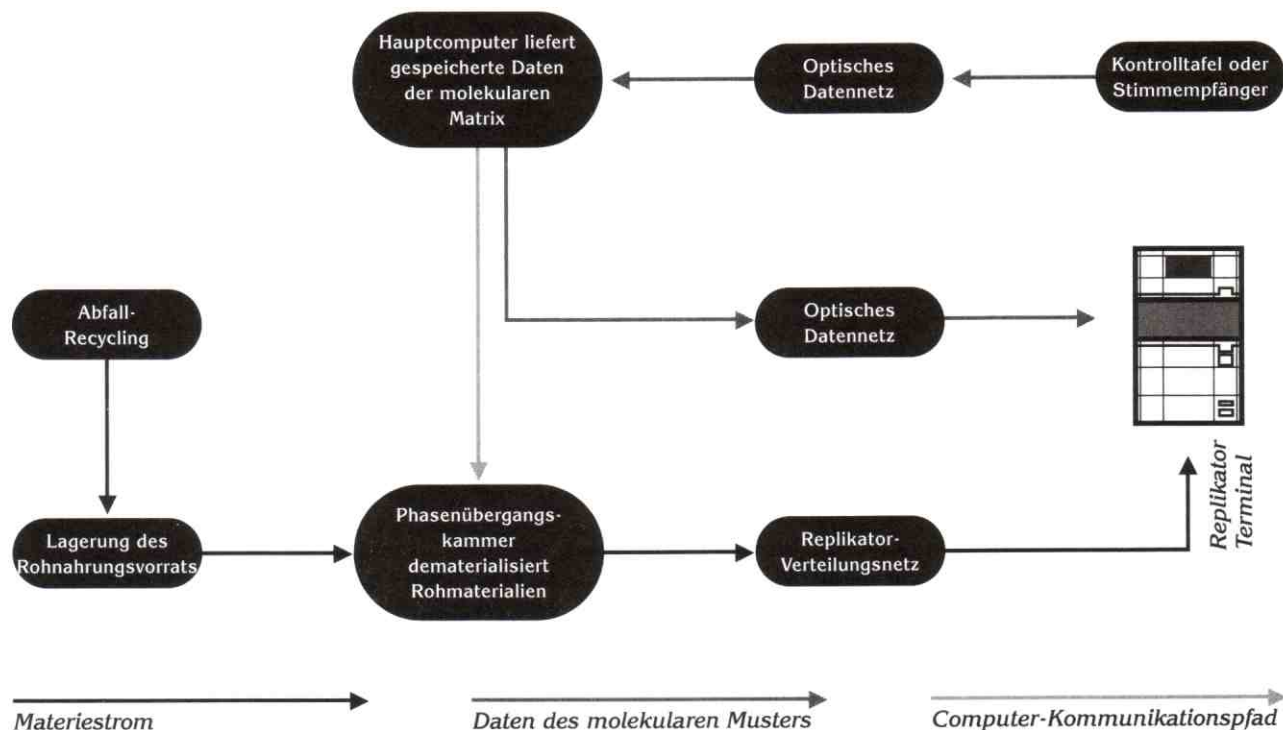 Hauptcomputer liefert
gespeicherte Daten
der molekularen
Matrix
Optisches
Datennetz
Kontrolltafel oder
Stimmempfänger
Abfall-
Recycling
Optisches
Datennetz
Replikator
Terminal
Lagerung des
Rohnahrungsvorrats
Phasenübergangs-
kammer
dematerialisiert
Rohmaterialien
Replikator-
Verteilungsnetz
Materiestrom
Daten des molekularen Musters
Computer-Kommunikationspfad